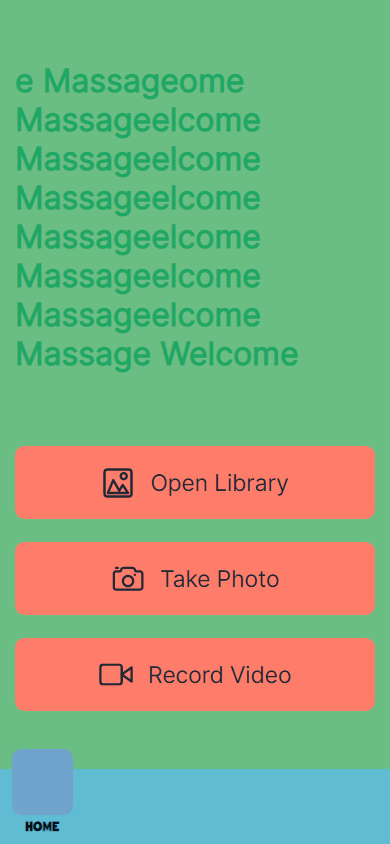 e Massageome
Massageelcome
Massageelcome
Massageelcome
Massageelcome
Massageelcome
Massageelcome
Massage Welcome
Open Library
Take Photo
Record Video
HOME